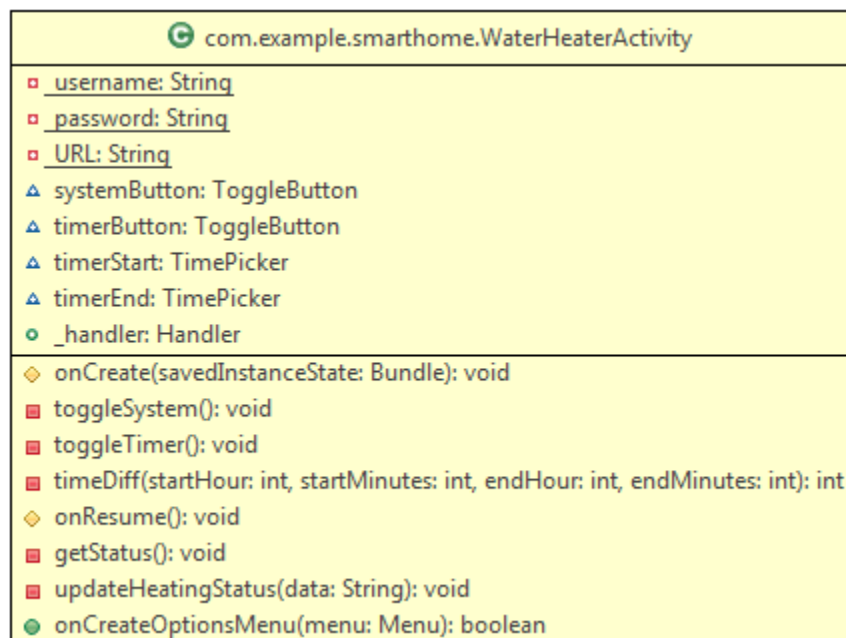 C com.example.smarthome.WaterHeaterActivity
_username: String
_password: String
_URL: String
systemButton: ToggleButton
timerButton: ToggleButton
timerStart: TimePicker
timerEnd: TimePicker
_handler: Handler
onCreate(savedInstanceState: Bundle): void
toggleSystem(): void
toggleTimer(): void
timeDiff(startHour: int, startMinutes: int, endHour: int, endMinutes: int): int
onResume(): void
getStatus(): void
updateHeatingStatus(data: String): void
onCreateOptionsMenu(menu: Menu): boolean